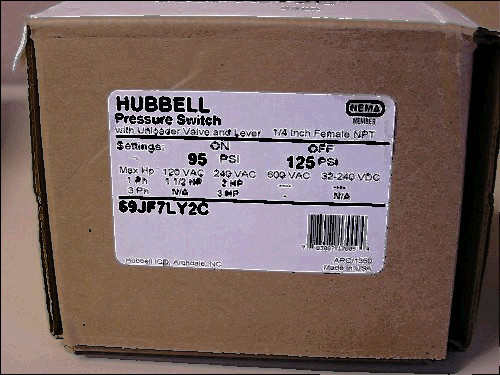 HUBBELL
Pressure Switch
NEMA
MEMBER
with Unloader Valve and Lever 1/4 Inch Female NPT
Settings: ON OFF
95 PSI 125 PSI
Max Hp 120 VAC 240 VAC 600 VAC 32-240 VDC
1 Ph 1 1/2 HP 2 HP --- ---
3 Ph N/A 3 HP --- N/A
69JF7LY2C
Hubbell ICD, Archdale, NC
Made in USA